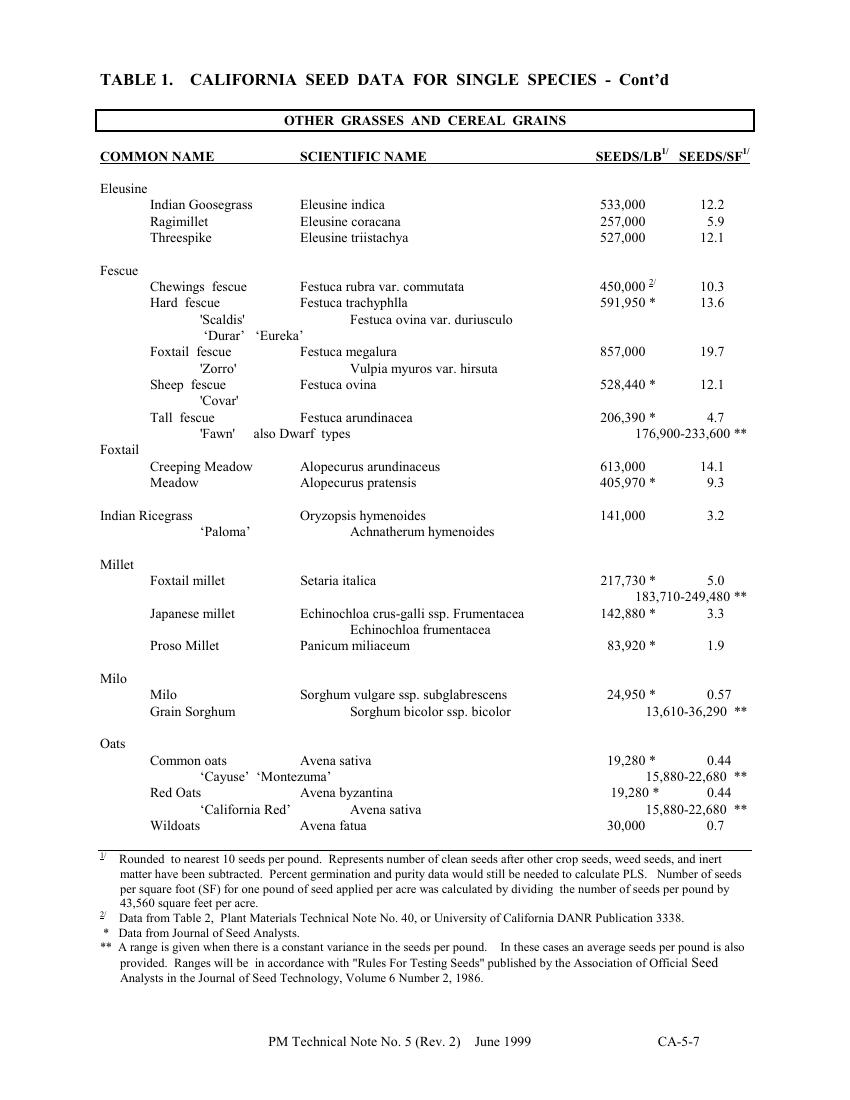 TABLE 1. CALIFORNIA SEED DATA FOR SINGLE SPECIES - Cont'd
OTHER GRASSES AND CEREAL GRAINS
COMMON NAME SCIENTIFIC NAME SEEDS/LB1/ SEEDS/SF1/
Eleusine
Indian Goosegrass Eleusine indica 533,000 12.2
Ragimillet Eleusine coracana 257,000 5.9
Threespike Eleusine triistachya 527,000 12.1
Fescue
Chewings fescue Festuca rubra var. commutata 450,000 2/ 10.3
Hard fescue Festuca trachyphlla 591,950 * 13.6
'Scaldis' Festuca ovina var. duriusculo
‘Durar’ ‘Eureka’
Foxtail fescue Festuca megalura 857,000 19.7
'Zorro' Vulpia myuros var. hirsuta
Sheep fescue Festuca ovina 528,440 * 12.1
'Covar'
Tall fescue Festuca arundinacea 206,390 * 4.7
'Fawn' also Dwarf types 176,900-233,600 **
Foxtail
Creeping Meadow Alopecurus arundinaceus 613,000 14.1
Meadow Alopecurus pratensis 405,970 * 9.3
Indian Ricegrass Oryzopsis hymenoides 141,000 3.2
‘Paloma’ Achnatherum hymenoides
Millet
Foxtail millet Setaria italica 217,730 * 5.0
183,710-249,480 **
Japanese millet Echinochloa crus-galli ssp. Frumentacea 142,880 * 3.3
Echinochloa frumentacea
Proso Millet Panicum miliaceum 83,920 * 1.9
Milo
Milo Sorghum vulgare ssp. subglabrescens 24,950 * 0.57
Grain Sorghum Sorghum bicolor ssp. bicolor 13,610-36,290 **
Oats
Common oats Avena sativa 19,280 * 0.44
‘Cayuse’ ‘Montezuma’ 15,880-22,680 **
Red Oats Avena byzantina 19,280 * 0.44
‘California Red’ Avena sativa 15,880-22,680 **
Wildoats Avena fatua 30,000 0.7
1/ Rounded to nearest 10 seeds per pound. Represents number of clean seeds after other crop seeds, weed seeds, and inert
matter have been subtracted. Percent germination and purity data would still be needed to calculate PLS. Number of seeds
per square foot (SF) for one pound of seed applied per acre was calculated by dividing the number of seeds per pound by
43,560 square feet per acre.
2/ Data from Table 2, Plant Materials Technical Note No. 40, or University of California DANR Publication 3338.
* Data from Journal of Seed Analysts.
** A range is given when there is a constant variance in the seeds per pound. In these cases an average seeds per pound is also
provided. Ranges will be in accordance with "Rules For Testing Seeds" published by the Association of Official Seed
Analysts in the Journal of Seed Technology, Volume 6 Number 2, 1986.
PM Technical Note No. 5 (Rev. 2) June 1999 CA-5-7